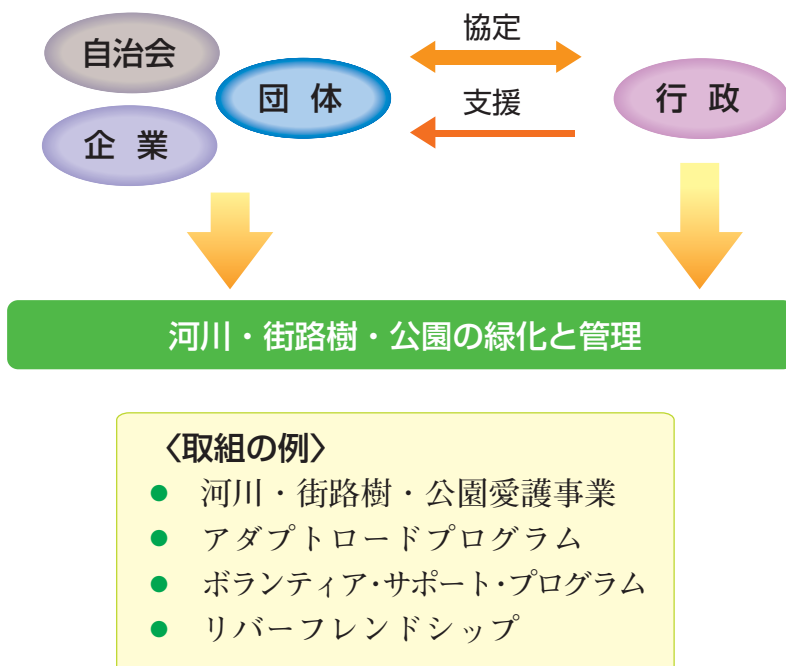 自治会
団 体
企 業
協定
支援
行 政
河川・街路樹・公園の緑化と管理
〈取組の例〉
● 河川・街路樹・公園愛護事業
● アダプトロードプログラム
● ボランティア・サポート・プログラム
● リバーフレンドシップ